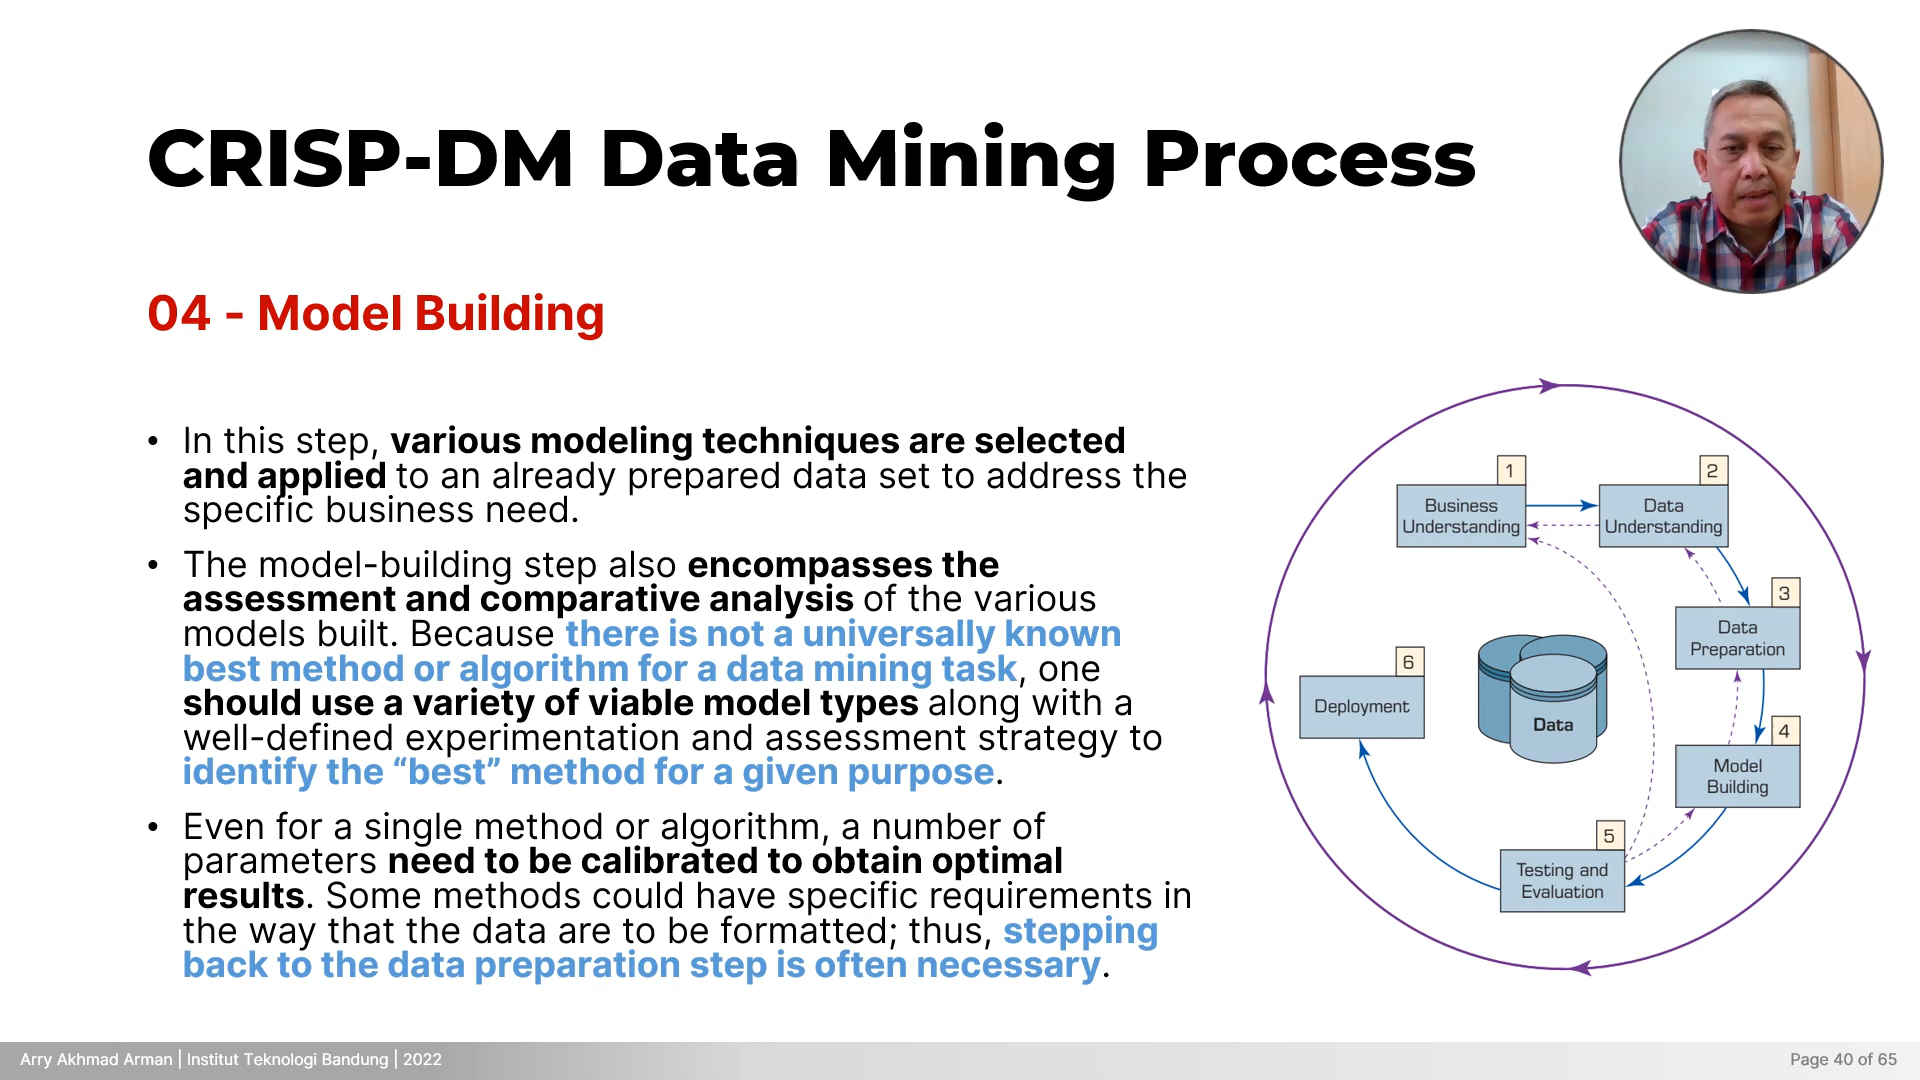 CRISP-DM Data Mining Process
04 - Model Building
• In this step, various modeling techniques are selected
and applied to an already prepared data set to address the
specific business need.
• The model-building step also encompasses the
assessment and comparative analysis of the various
models built. Because there is not a universally known
best method or algorithm for a data mining task, one
should use a variety of viable model types along with a
well-defined experimentation and assessment strategy to
identify the “best” method for a given purpose.
• Even for a single method or algorithm, a number of
parameters need to be calibrated to obtain optimal
results. Some methods could have specific requirements in
the way that the data are to be formatted; thus, stepping
back to the data preparation step is often necessary.
1
Business
Understanding
2
Data
Understanding
3
Data
Preparation
4
Model
Building
5
Testing and
Evaluation
6
Deployment
Data
Arry Akhmad Arman | Institut Teknologi Bandung | 2022
Page 40 of 65